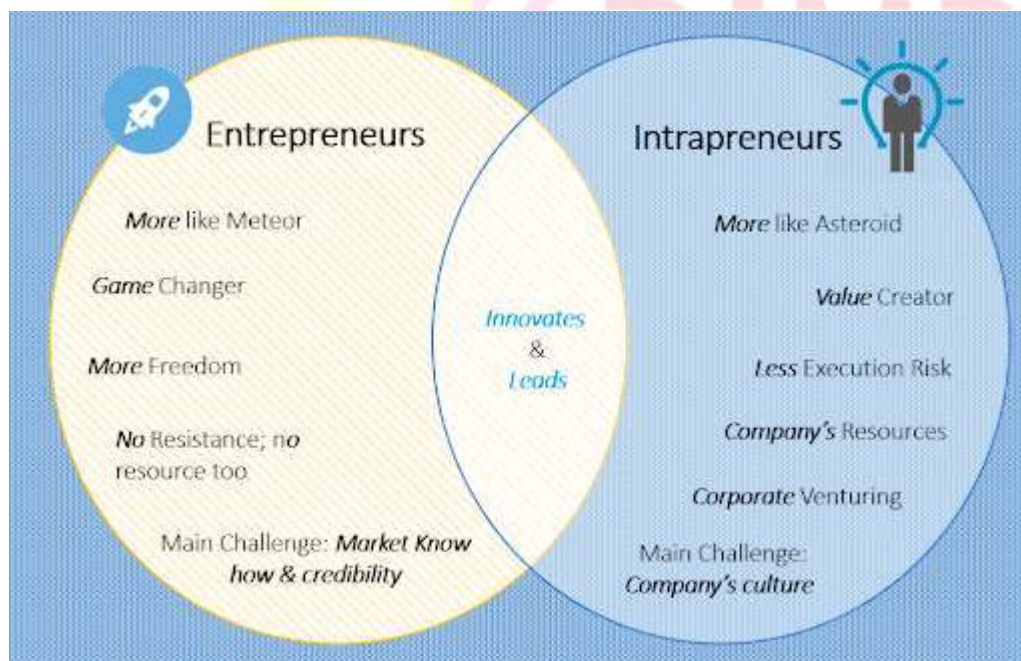 Entrepreneurs
More like Meteor
Game Changer
More Freedom
No Resistance; no
resource too
Main Challenge: Market Know
how & credibility
Innovates
&
Leads
Intrapreneurs
More like Asteroid
Value Creator
Less Execution Risk
Company's Resources
Corporate Venturing
Main Challenge:
Company's culture